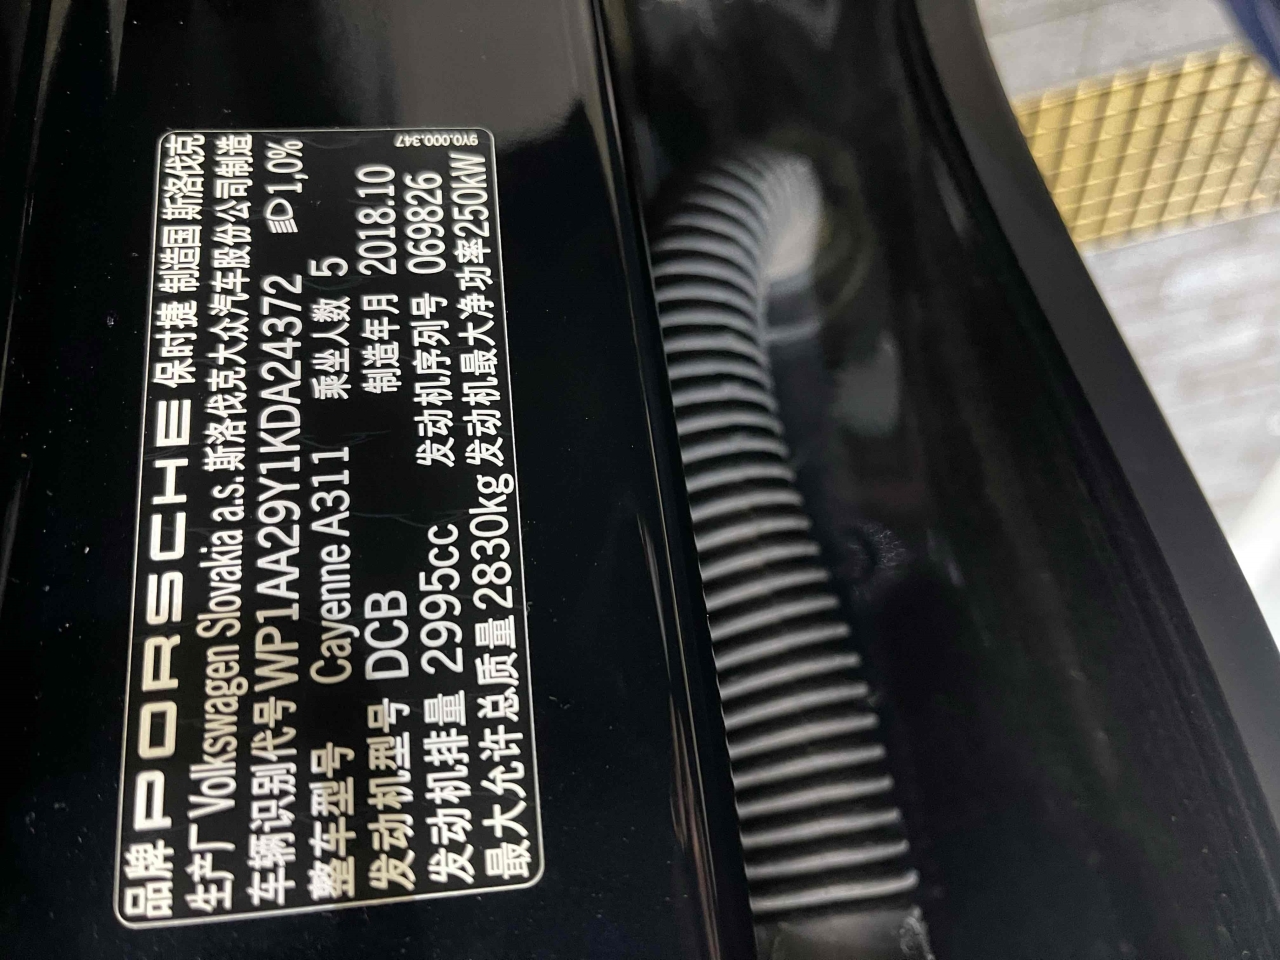 品牌 PORSCHE 保时捷 制造国 斯洛伐克
生产厂 Volkswagen Slovakia a.s. 斯洛伐克大众汽车股份公司制造
车辆识别代号 WP1AA29Y1KDA24372 1,0%
整车型号 Cayenne A311 乘坐人数 5
发动机型号 DCB 制造年月 2018.10
发动机排量 2995cc 发动机序列号 069826
最大允许总质量 2830kg 发动机最大净功率 250kW
9Y0.000.347